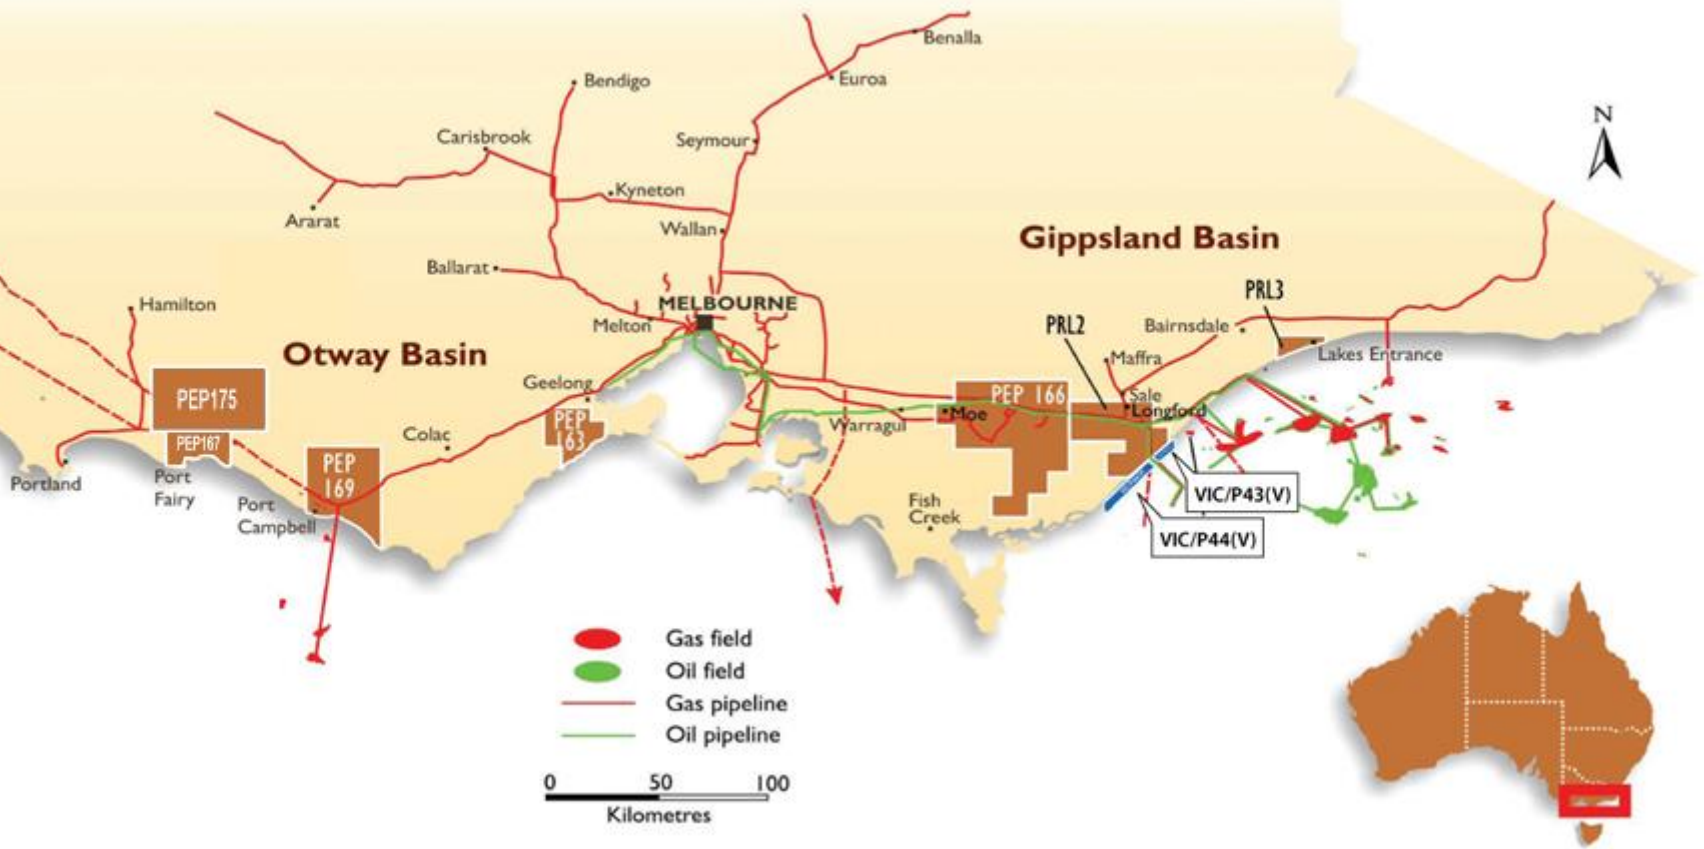 Benalla
Bendigo
Euroa
Carisbrook
Seymour
N
Kyneton
Ararat
Wallan
Gippsland Basin
Ballarat
PRL3
Hamilton
MELBOURNE
Melton
PRL2
Bairnsdale
Otway Basin
Maffra
Lakes Entrance
Geelong
PEP175
PEP 166
Sale
Longford
Moe
PEP
163
Warragul
Colac
PEP167
PEP
169
Portland
Port
Fairy
Port
Campbell
Fish
Creek
VIC/P43(V)
VIC/P44(V)
Gas field
Oil field
Gas pipeline
Oil pipeline
0 50 100
Kilometres